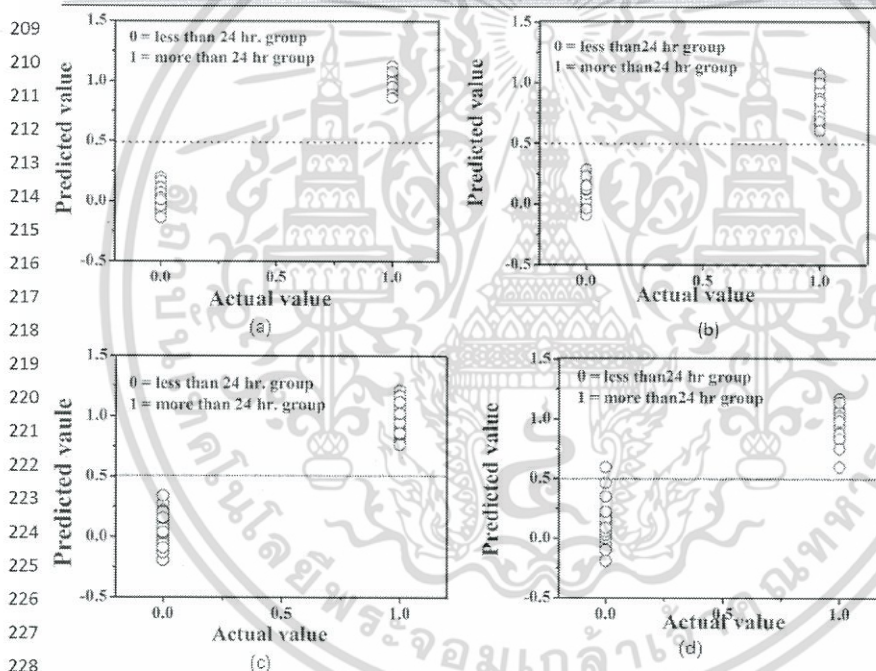 209
210
211
212
213
214
215
216
217
218
219
220
221
222
223
224
225
226
227
228
1.5
1.0
0.5
0.0
-0.5
Predicted value
0 = less than 24 hr. group
1 = more than 24 hr group
0.0 0.5 1.0
Actual value
(a)
1.5
1.0
0.5
0.0
-0.5
Predicted value
0 = less than24 hr group
1 = more than24 hr group
0.0 0.5 1.0
Actual value
(b)
1.5
1.0
0.5
0.0
-0.5
Predicted vaule
0 = less than 24 hr. group
1 = more than 24 hr. group
0.0 0.5 1.0
Actual value
(c)
1.5
1.0
0.5
0.0
-0.5
Predicted value
0 = less than24 hr group
1 = more than24 hr group
0.0 0.5 1.0
Actual value
(d)